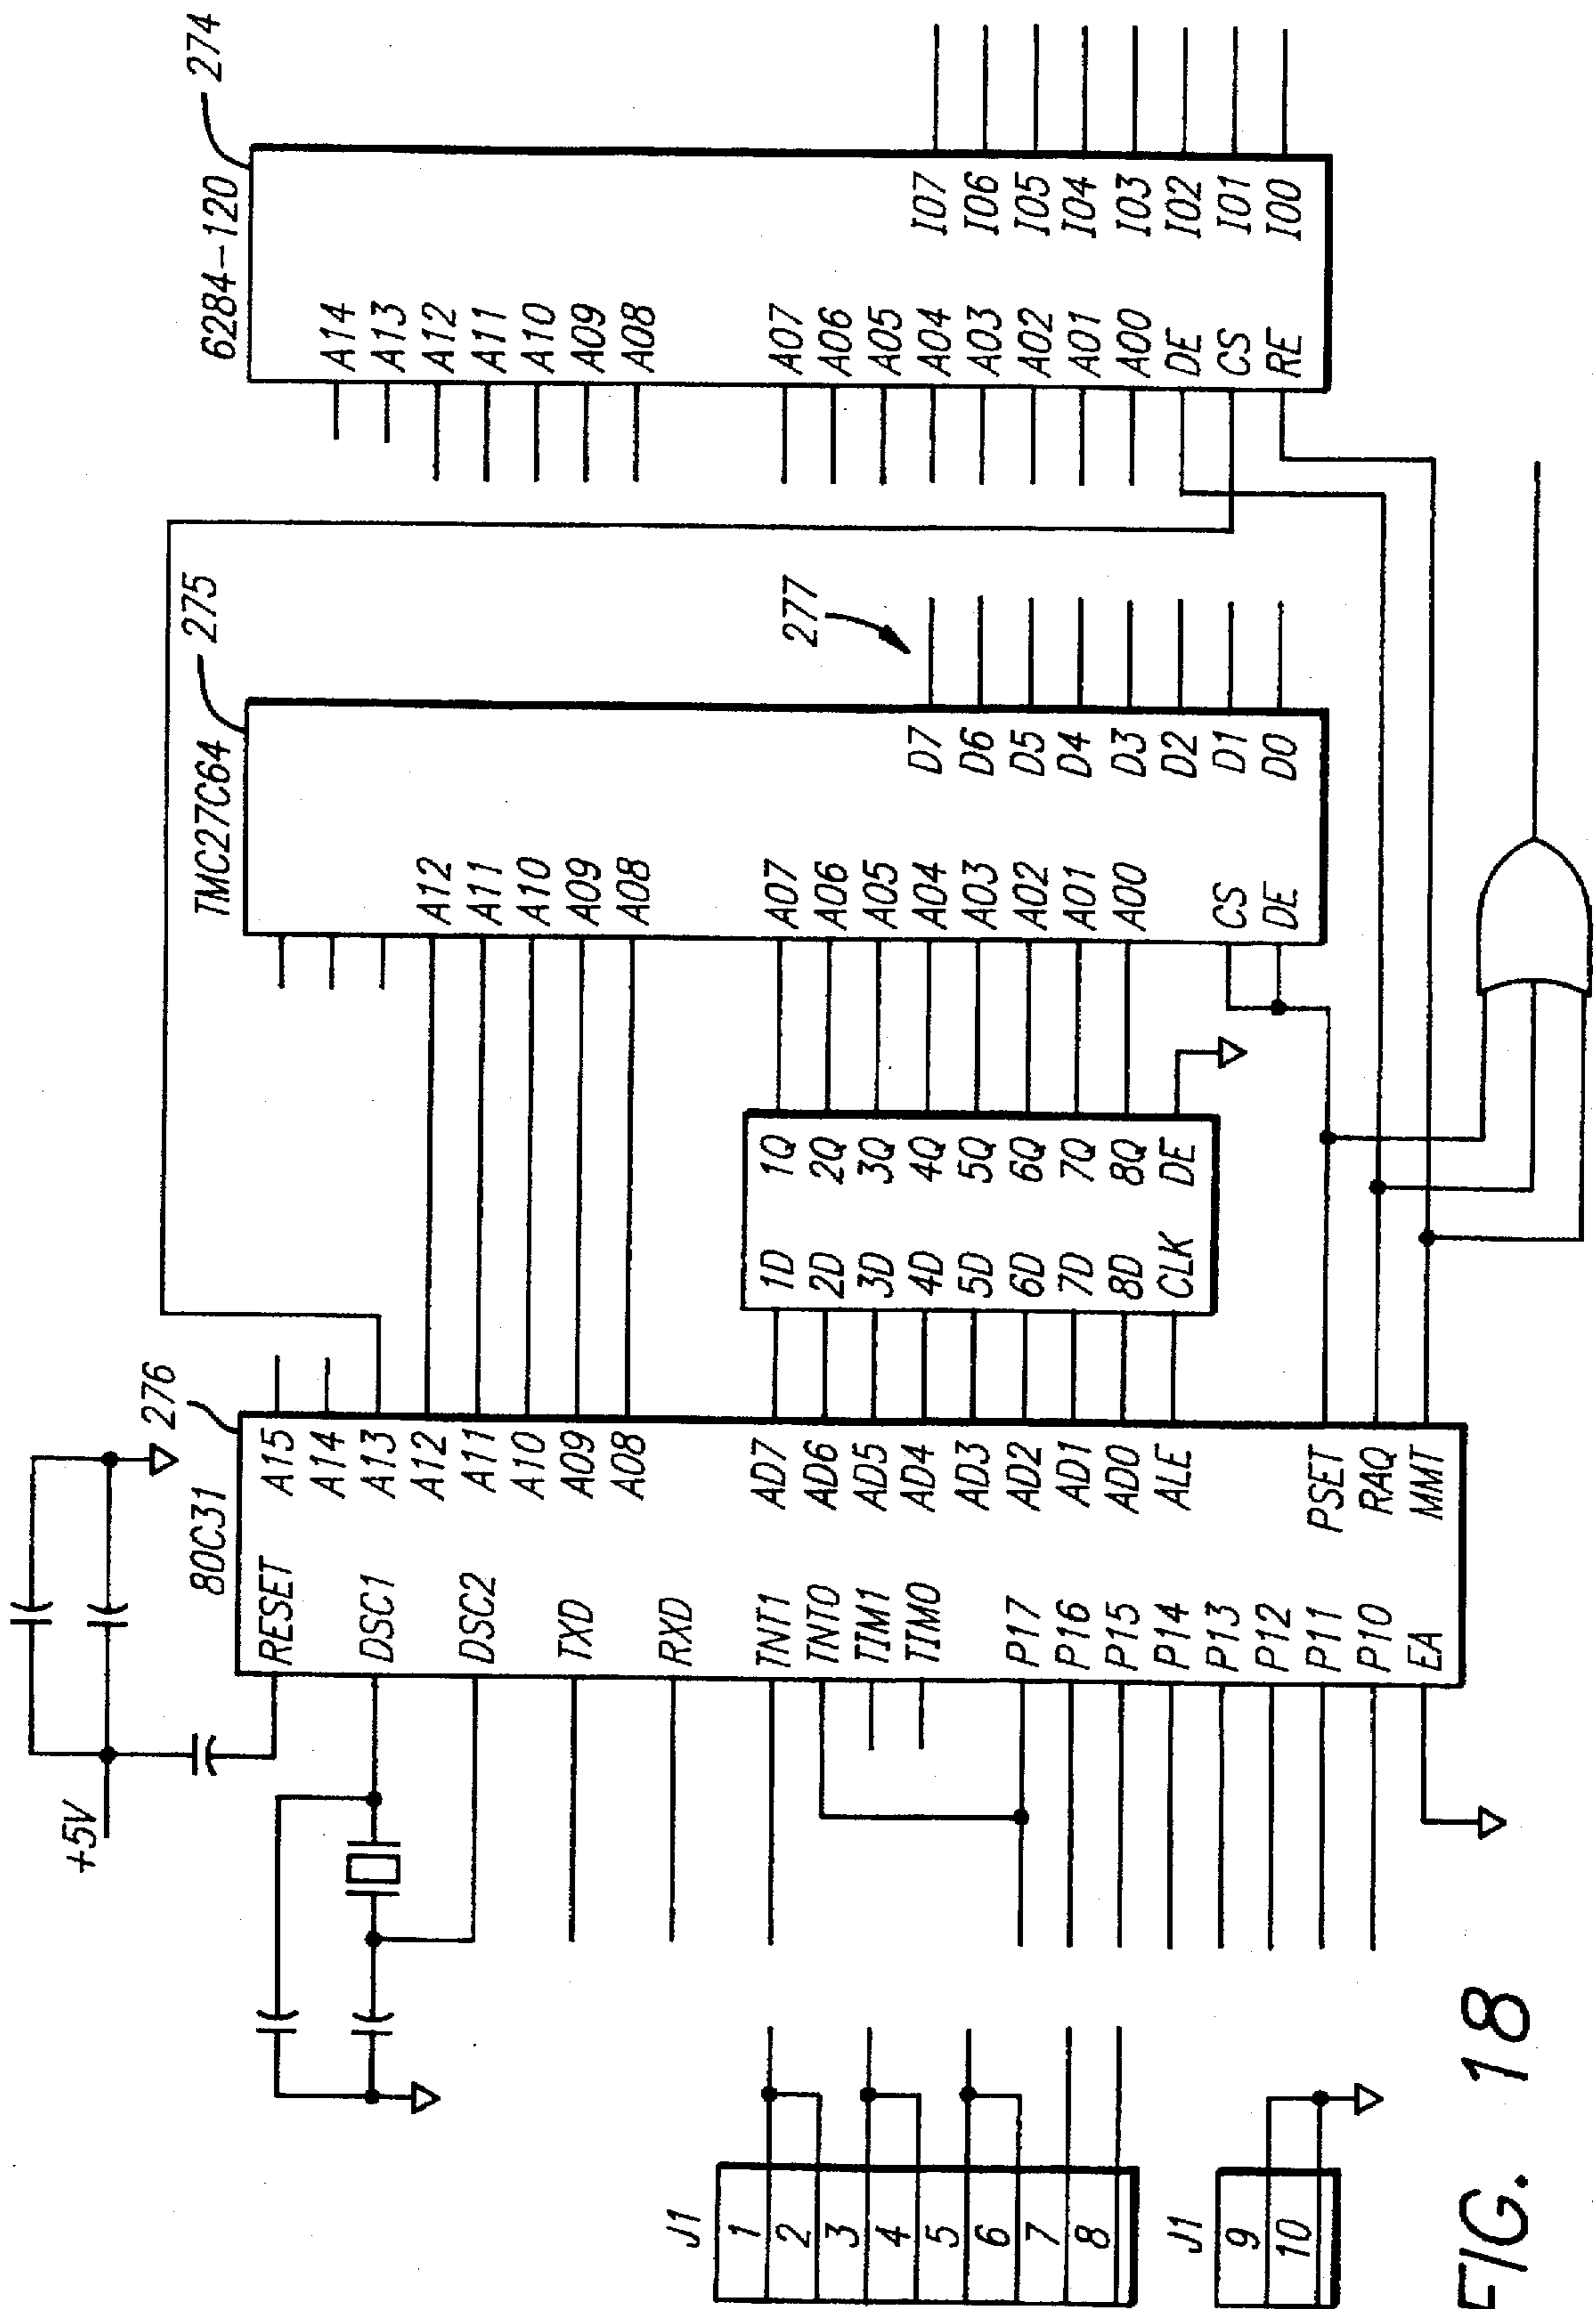 +5V
80C31
276
RESET
DSC1
DSC2
TXD
RXD
TNT1
TNT0
TIM1
TIM0
P17
P16
P15
P14
P13
P12
P11
P10
EA
A15
A14
A13
A12
A11
A10
A09
A08
AD7
AD6
AD5
AD4
AD3
AD2
AD1
AD0
ALE
PSET
RAQ
MMT
1D 1Q
2D 2Q
3D 3Q
4D 4Q
5D 5Q
6D 6Q
7D 7Q
8D 8Q
CLK DE
TMC27C64
275
A12
A11
A10
A09
A08
A07
A06
A05
A04
A03
A02
A01
A00
CS
DE
D7
D6
D5
D4
D3
D2
D1
D0
277
6284-120
274
A14
A13
A12
A11
A10
A09
A08
A07
A06
A05
A04
A03
A02
A01
A00
DE
CS
RE
I07
I06
I05
I04
I03
I02
I01
I00
J1
1
2
3
4
5
6
7
8
J1
9
10
FIG. 18